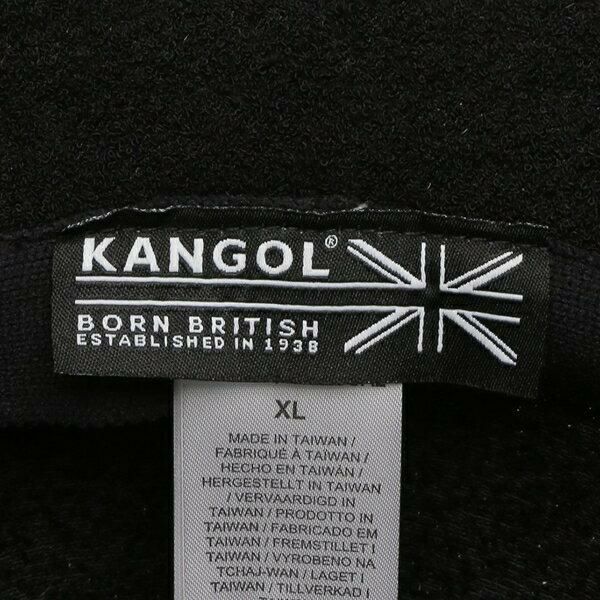 KANGOL®
BORN BRITISH
ESTABLISHED IN 1938
XL
MADE IN TAIWAN /
FABRIQUÉ À TAIWAN /
HECHO EN TAIWÁN /
HERGESTELLT IN TAIWAN
/ VERVAARDIGD IN
TAIWAN / PRODOTTO IN
TAIWAN / FABRICADO EM
TAIWAN / FREMSTILLET I
TAIWAN / VYROBENO NA
TCHAJ-WAN / LAGET I
TAIWAN / TILLVERKAD I